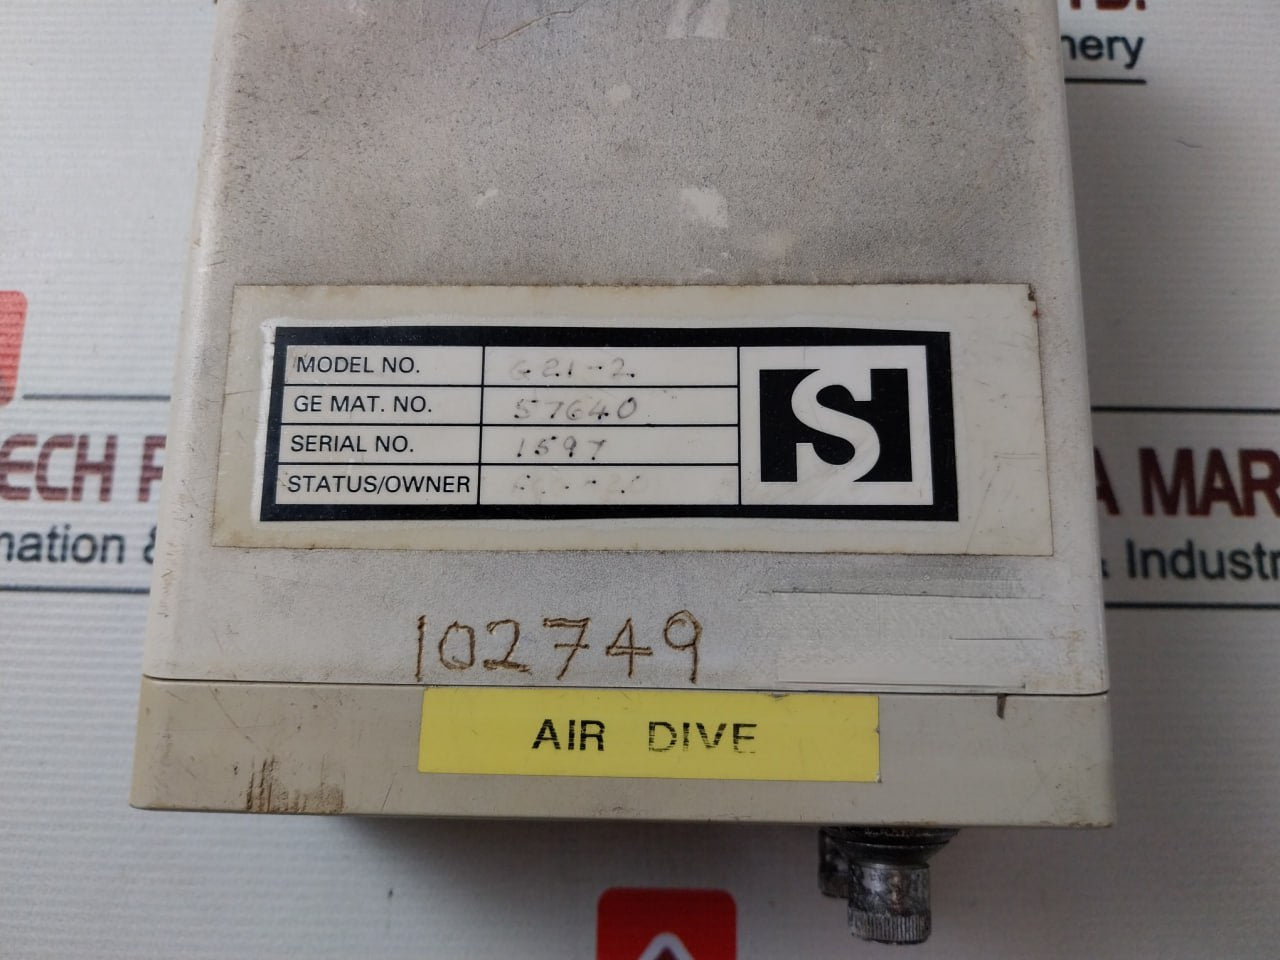 TD.
nery
MODEL NO. G21-2
GE MAT. NO. 57640
SERIAL NO. 1597
STATUS/OWNER
S
ECH P
A MAR
nation &
& Industr
102749
AIR DIVE